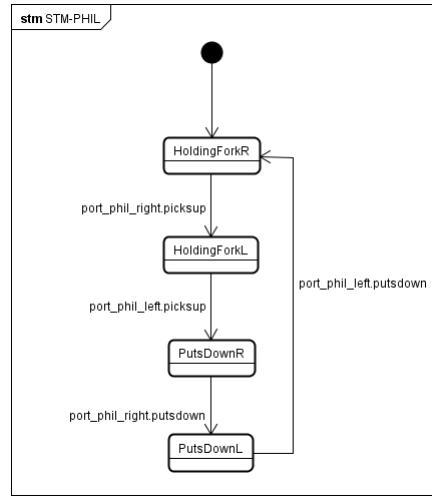 stm STM-PHIL
HoldingForkR
port_phil_right.picksup
HoldingForkL
port_phil_left.putsdown
port_phil_left.picksup
PutsDownR
port_phil_right.putsdown
PutsDownL